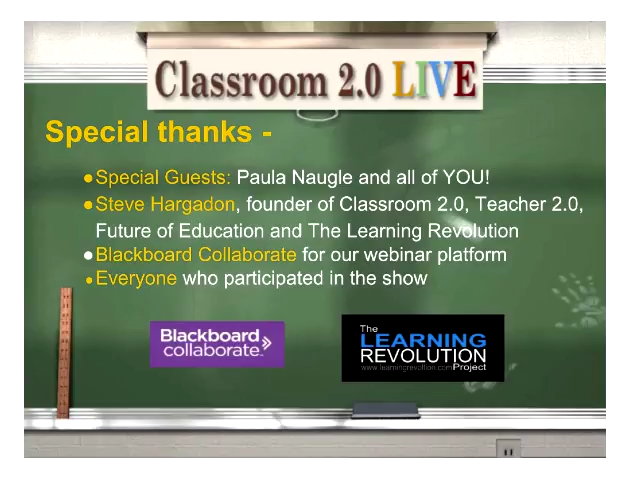 Classroom 2.0 LIVE
Special thanks -
●Special Guests: Paula Naugle and all of YOU!
●Steve Hargadon, founder of Classroom 2.0, Teacher 2.0,
Future of Education and The Learning Revolution
●Blackboard Collaborate for our webinar platform
●Everyone who participated in the show
Blackboard
collaborate™
The
LEARNING
REVOLUTION
www.learningrevoltion.com Project